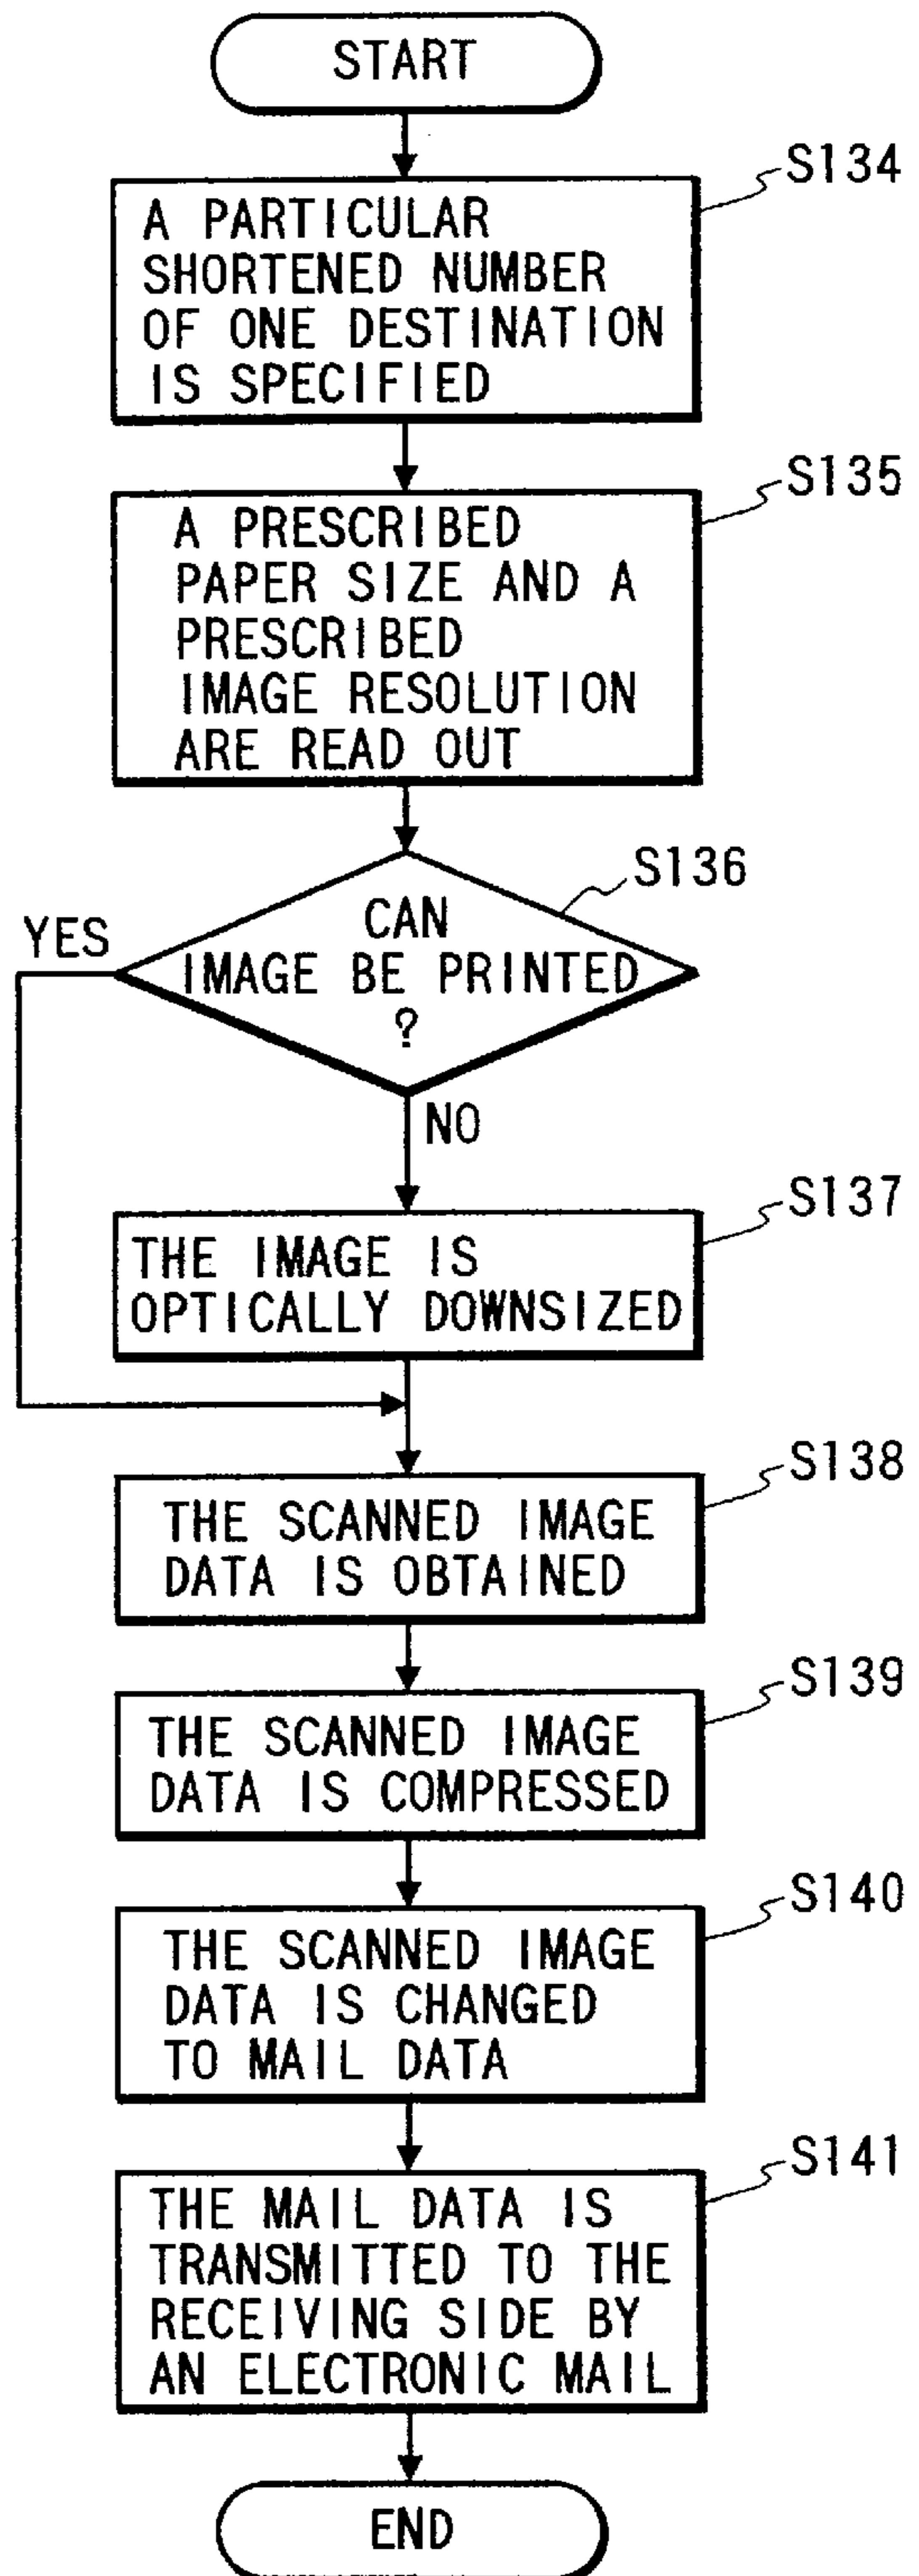 START
S134
A PARTICULAR
SHORTENED NUMBER
OF ONE DESTINATION
IS SPECIFIED
S135
A PRESCRIBED
PAPER SIZE AND A
PRESCRIBED
IMAGE RESOLUTION
ARE READ OUT
S136
CAN
IMAGE BE PRINTED
?
YES
NO
S137
THE IMAGE IS
OPTICALLY DOWNSIZED
S138
THE SCANNED IMAGE
DATA IS OBTAINED
S139
THE SCANNED IMAGE
DATA IS COMPRESSED
S140
THE SCANNED IMAGE
DATA IS CHANGED
TO MAIL DATA
S141
THE MAIL DATA IS
TRANSMITTED TO THE
RECEIVING SIDE BY
AN ELECTRONIC MAIL
END